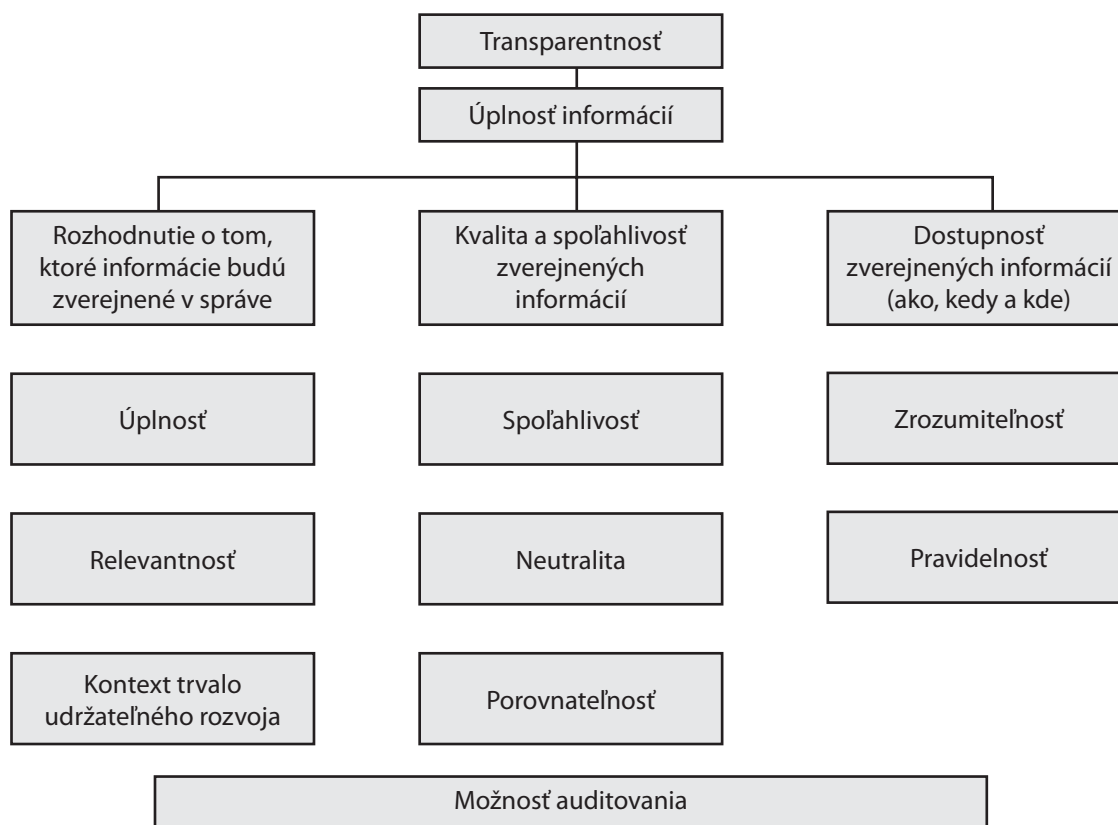 Transparentnosť
Úplnosť informácií
Rozhodnutie o tom,
ktoré informácie budú
zverejnené v správe
Kvalita a spoľahlivosť
zverejnených
informácií
Dostupnosť
zverejnených informácií
(ako, kedy a kde)
Úplnosť
Spoľahlivosť
Zrozumiteľnosť
Relevantnosť
Neutralita
Pravidelnosť
Kontext trvalo
udržateľného rozvoja
Porovnateľnosť
Možnosť auditovania